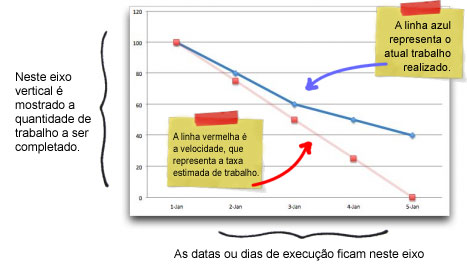 120
100
80
60
40
20
0
1-Jan
2-Jan
3-Jan
4-Jan
5-Jan
A linha azul
representa o
atual trabalho
realizado.
Neste eixo
vertical é
mostrado a
quantidade de
trabalho a ser
completado.
A linha vermelha é
a velocidade, que
representa a taxa
estimada de trabalho.
As datas ou dias de execução ficam neste eixo